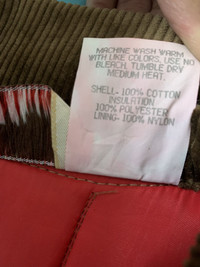 MACHINE WASH WARM
WITH LIKE COLORS, USE NO
BLEACH, TUMBLE DRY
MEDIUM HEAT.
SHELL- 100% COTTON
INSULATION
100% POLYESTER
LINING- 100% NYLON